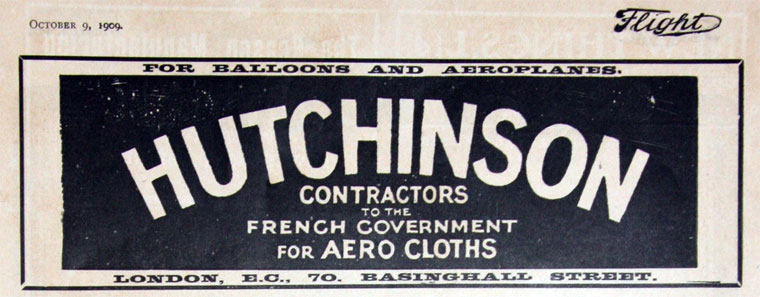 October 9, 1909.
Flight
FOR BALLOONS AND AEROPLANES.
HUTCHINSON
CONTRACTORS
TO THE
FRENCH GOVERNMENT
FOR AERO CLOTHS
LONDON, E.C., 70. BASINGHALL STREET.